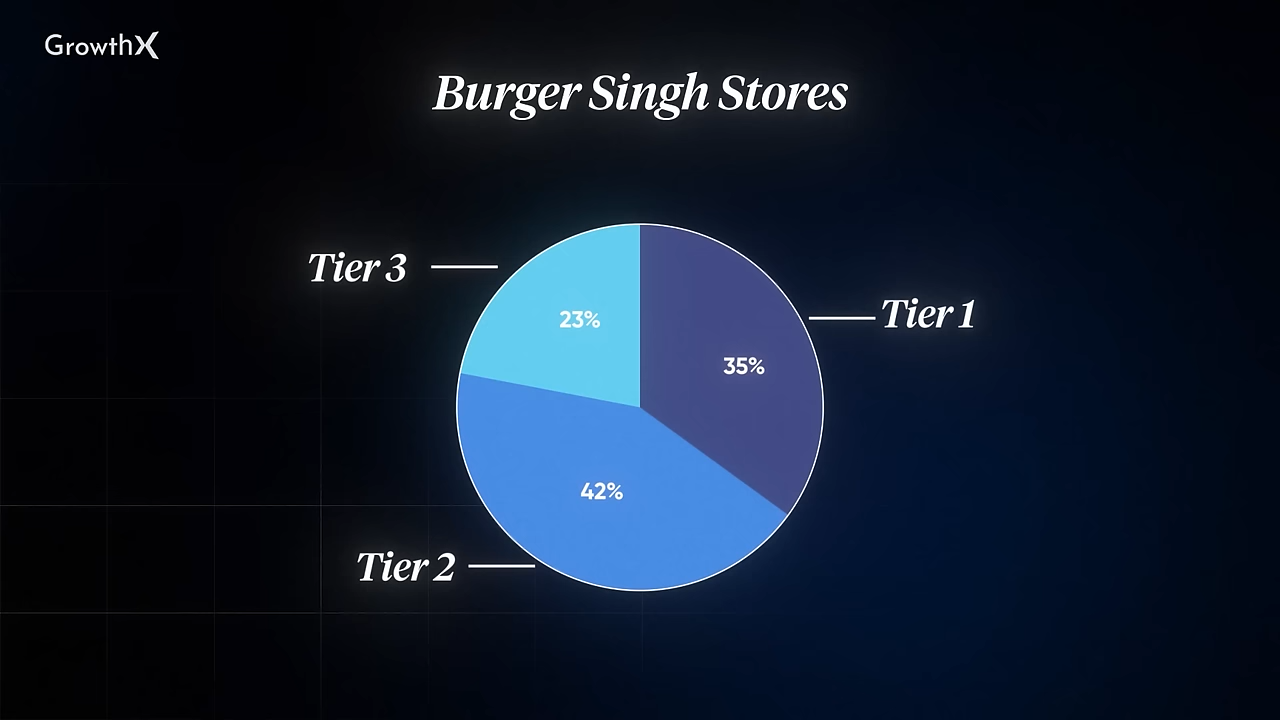 GrowthX
Burger Singh Stores
Tier 3
23%
Tier 1
35%
42%
Tier 2